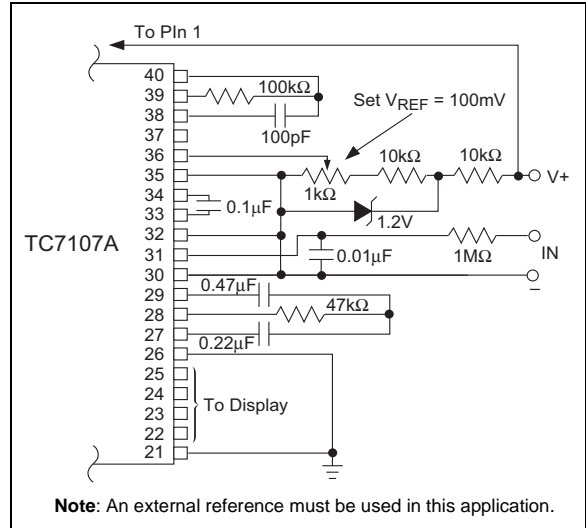 To PIn 1
40
39
38
37
36
35
34
33
32
31
30
29
28
27
26
25
24
23
22
21
TC7107A
100kΩ
100pF
Set VREF = 100mV
10kΩ
10kΩ
V+
1kΩ
1.2V
0.1μF
0.01μF
1MΩ
IN
–
0.47μF
47kΩ
0.22μF
To Display
Note: An external reference must be used in this application.